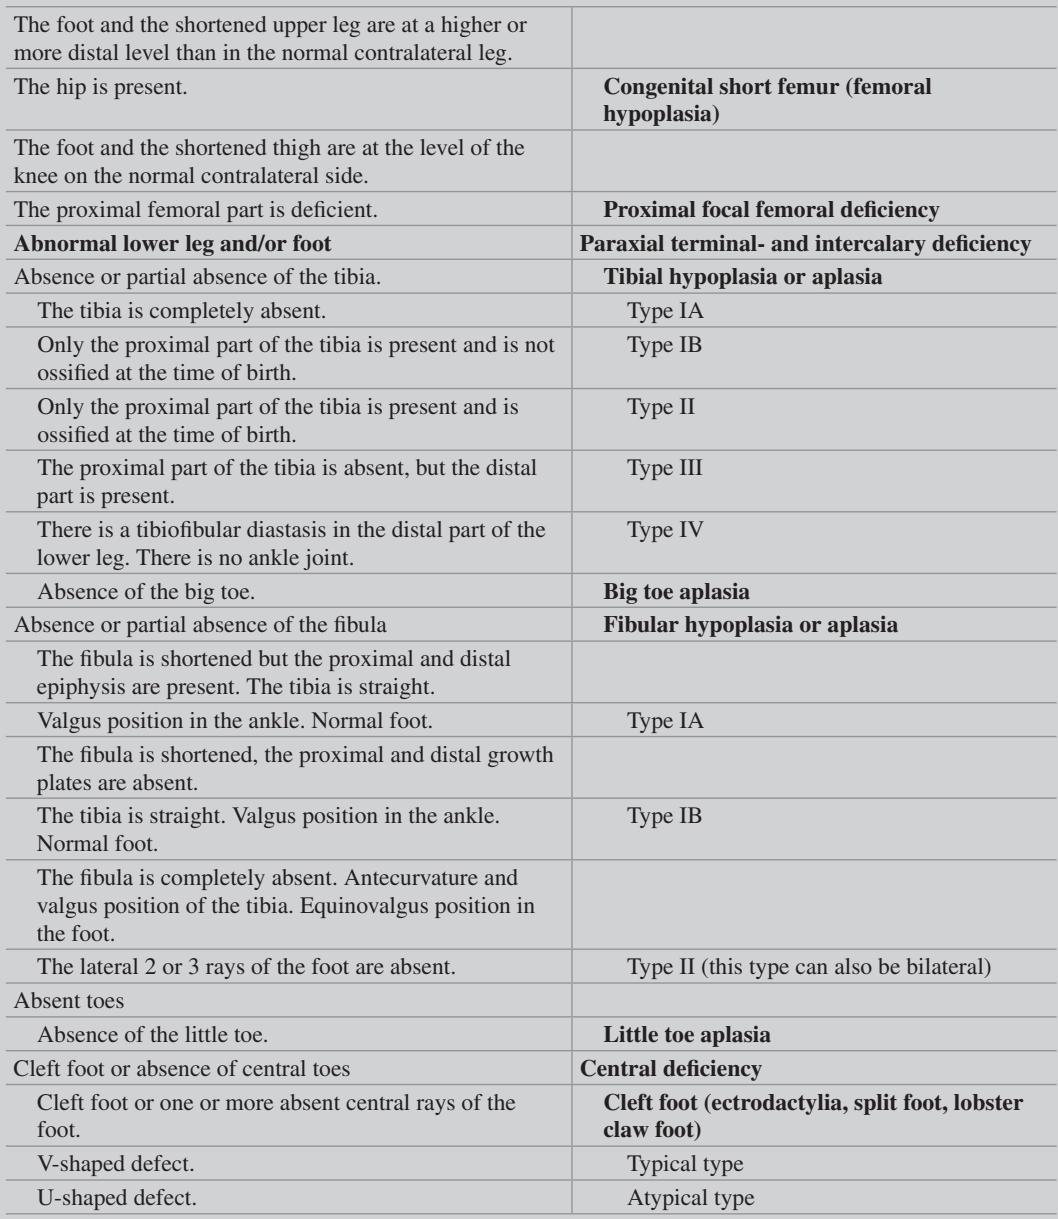 The foot and the shortened upper leg are at a higher or
more distal level than in the normal contralateral leg.
The hip is present.
Congenital short femur (femoral
hypoplasia)
The foot and the shortened thigh are at the level of the
knee on the normal contralateral side.
The proximal femoral part is deficient.
Proximal focal femoral deficiency
Abnormal lower leg and/or foot
Paraxial terminal- and intercalary deficiency
Absence or partial absence of the tibia.
Tibial hypoplasia or aplasia
The tibia is completely absent.
Type IA
Only the proximal part of the tibia is present and is not
ossified at the time of birth.
Type IB
Only the proximal part of the tibia is present and is
ossified at the time of birth.
Type II
The proximal part of the tibia is absent, but the distal
part is present.
Type III
There is a tibiofibular diastasis in the distal part of the
lower leg. There is no ankle joint.
Type IV
Absence of the big toe.
Big toe aplasia
Absence or partial absence of the fibula
Fibular hypoplasia or aplasia
The fibula is shortened but the proximal and distal
epiphysis are present. The tibia is straight.
Valgus position in the ankle. Normal foot.
Type IA
The fibula is shortened, the proximal and distal growth
plates are absent.
The tibia is straight. Valgus position in the ankle.
Normal foot.
Type IB
The fibula is completely absent. Antecurvature and
valgus position of the tibia. Equinovalgus position in
the foot.
The lateral 2 or 3 rays of the foot are absent.
Type II (this type can also be bilateral)
Absent toes
Absence of the little toe.
Little toe aplasia
Cleft foot or absence of central toes
Central deficiency
Cleft foot or one or more absent central rays of the
foot.
Cleft foot (ectrodactylia, split foot, lobster
claw foot)
V-shaped defect.
Typical type
U-shaped defect.
Atypical type